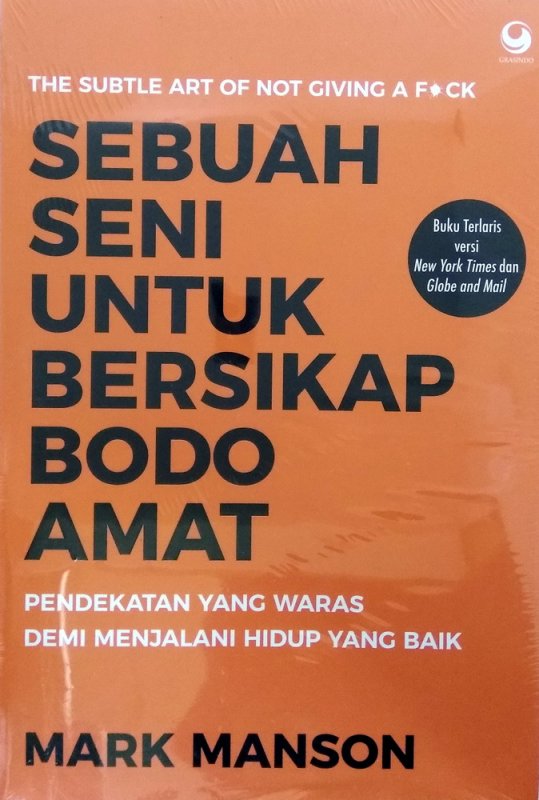 GRASINDO
THE SUBTLE ART OF NOT GIVING A F*CK
SEBUAH
SENI
UNTUK
BERSIKAP
BODO
AMAT
Buku Terlaris
versi
New York Times dan
Globe and Mail
PENDEKATAN YANG WARAS
DEMI MENJALANI HIDUP YANG BAIK
MARK MANSON